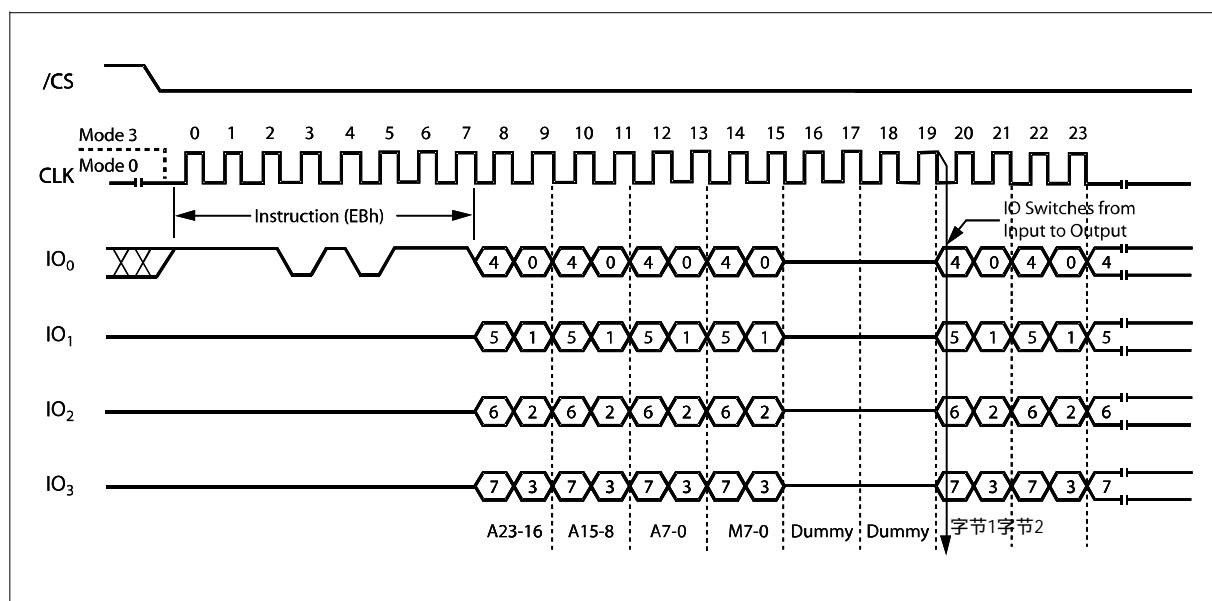 /CS
Mode 3
0 1 2 3 4 5 6 7 8 9 10 11 12 13 14 15 16 17 18 19 20 21 22 23
Mode 0
CLK
Instruction (EBh)
IO Switches from
Input to Output
IO0
4 0 4 0 4 0 4 0 4 0 4 0 4
IO1
5 1 5 1 5 1 5 1 5 1 5 1 5
IO2
6 2 6 2 6 2 6 2 6 2 6 2 6
IO3
7 3 7 3 7 3 7 3 7 3 7 3 7
A23-16 A15-8 A7-0 M7-0 Dummy Dummy 字节1字节2